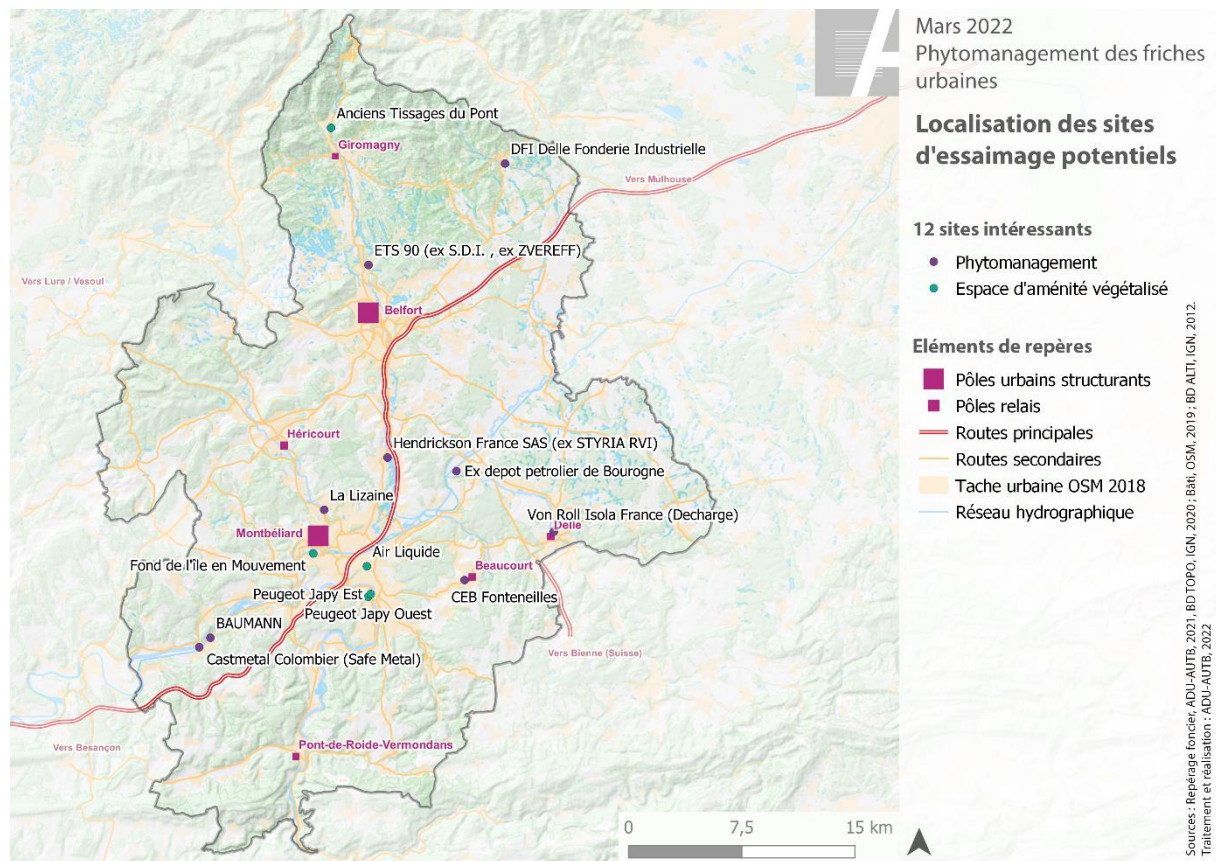 Mars 2022
Phytomanagement des friches
urbaines
Localisation des sites
d'essaimage potentiels
12 sites intéressants
Phytomanagement
Espace d'aménité végétalisé
Eléments de repères
Pôles urbains structurants
Pôles relais
Routes principales
Routes secondaires
Tache urbaine OSM 2018
Réseau hydrographique
Anciens Tissages du Pont
Giromagny
DFI Delle Fonderie Industrielle
Vers Mulhouse
ETS 90 (ex S.D.I. , ex ZVEREFF)
Vers Lure / Vesoul
Belfort
Héricourt
Hendrickson France SAS (ex STYRIA RVI)
Ex depot petrolier de Bourogne
La Lizaine
Von Roll Isola France (Decharge)
Delle
Montbéliard
Air Liquide
Fond de l'île en Mouvement
Beaucourt
Peugeot Japy Est
CEB Fonteneilles
Peugeot Japy Ouest
BAUMANN
Castmetal Colombier (Safe Metal)
Vers Bienne (Suisse)
Vers Besançon
Pont-de-Roide-Vermondans
0 7,5 15 km
Sources : Repérage foncier, ADU-AUTB, 2021, BD TOPO, IGN, 2020 ; Bâti, OSM, 2019 ; BD ALTI, IGN, 2012.
Traitement et réalisation : ADU-AUTB, 2022